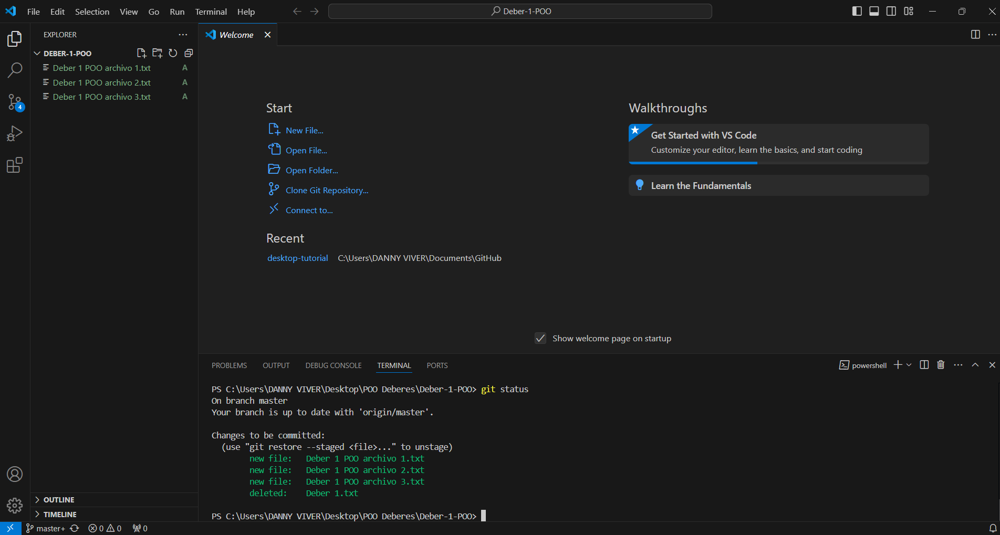 File Edit Selection View Go Run Terminal Help Deber-1-POO
EXPLORER
DEBER-1-POO
Deber 1 POO archivo 1.txt A
Deber 1 POO archivo 2.txt A
Deber 1 POO archivo 3.txt A
4
OUTLINE
TIMELINE
Welcome
Start
New File...
Open File...
Open Folder...
Clone Git Repository...
Connect to...
Recent
desktop-tutorial C:\Users\DANNY VIVER\Documents\GitHub
Walkthroughs
Get Started with VS Code
Customize your editor, learn the basics, and start coding
Learn the Fundamentals
Show welcome page on startup
PROBLEMS OUTPUT DEBUG CONSOLE TERMINAL PORTS powershell
PS C:\Users\DANNY VIVER\Desktop\POO Deberes\Deber-1-POO> git status
On branch master
Your branch is up to date with 'origin/master'.
Changes to be committed:
(use "git restore --staged <file>..." to unstage)
new file: Deber 1 POO archivo 1.txt
new file: Deber 1 POO archivo 2.txt
new file: Deber 1 POO archivo 3.txt
deleted: Deber 1.txt
PS C:\Users\DANNY VIVER\Desktop\POO Deberes\Deber-1-POO>
master+ 0 0 0